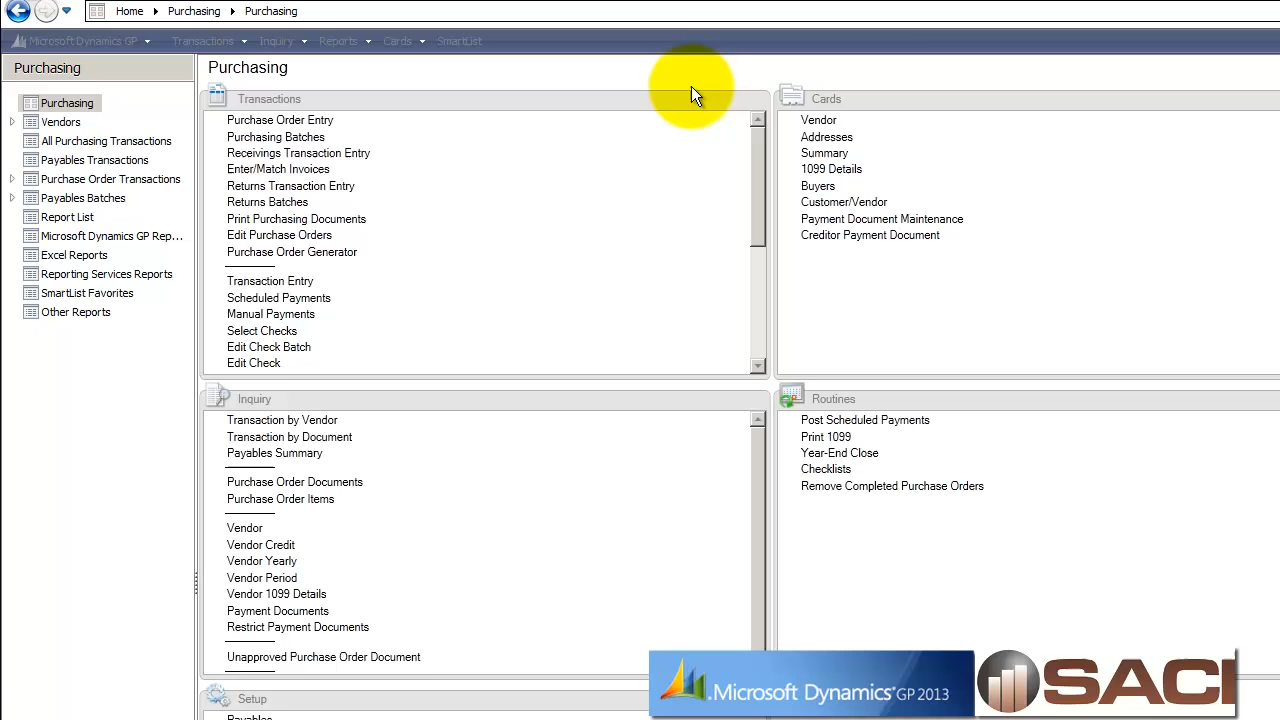 Home Purchasing Purchasing
Microsoft Dynamics GP Transactions Inquiry Reports Cards SmartList
Purchasing
Purchasing
Vendors
All Purchasing Transactions
Payables Transactions
Purchase Order Transactions
Payables Batches
Report List
Microsoft Dynamics GP Rep...
Excel Reports
Reporting Services Reports
SmartList Favorites
Other Reports
Purchasing
Transactions
Purchase Order Entry
Purchasing Batches
Receivings Transaction Entry
Enter/Match Invoices
Returns Transaction Entry
Returns Batches
Print Purchasing Documents
Edit Purchase Orders
Purchase Order Generator
Transaction Entry
Scheduled Payments
Manual Payments
Select Checks
Edit Check Batch
Edit Check
Cards
Vendor
Addresses
Summary
1099 Details
Buyers
Customer/Vendor
Payment Document Maintenance
Creditor Payment Document
Inquiry
Transaction by Vendor
Transaction by Document
Payables Summary
Purchase Order Documents
Purchase Order Items
Vendor
Vendor Credit
Vendor Yearly
Vendor Period
Vendor 1099 Details
Payment Documents
Restrict Payment Documents
Unapproved Purchase Order Document
Routines
Post Scheduled Payments
Print 1099
Year-End Close
Checklists
Remove Completed Purchase Orders
Setup
Payables
Microsoft Dynamics GP 2013
SACI